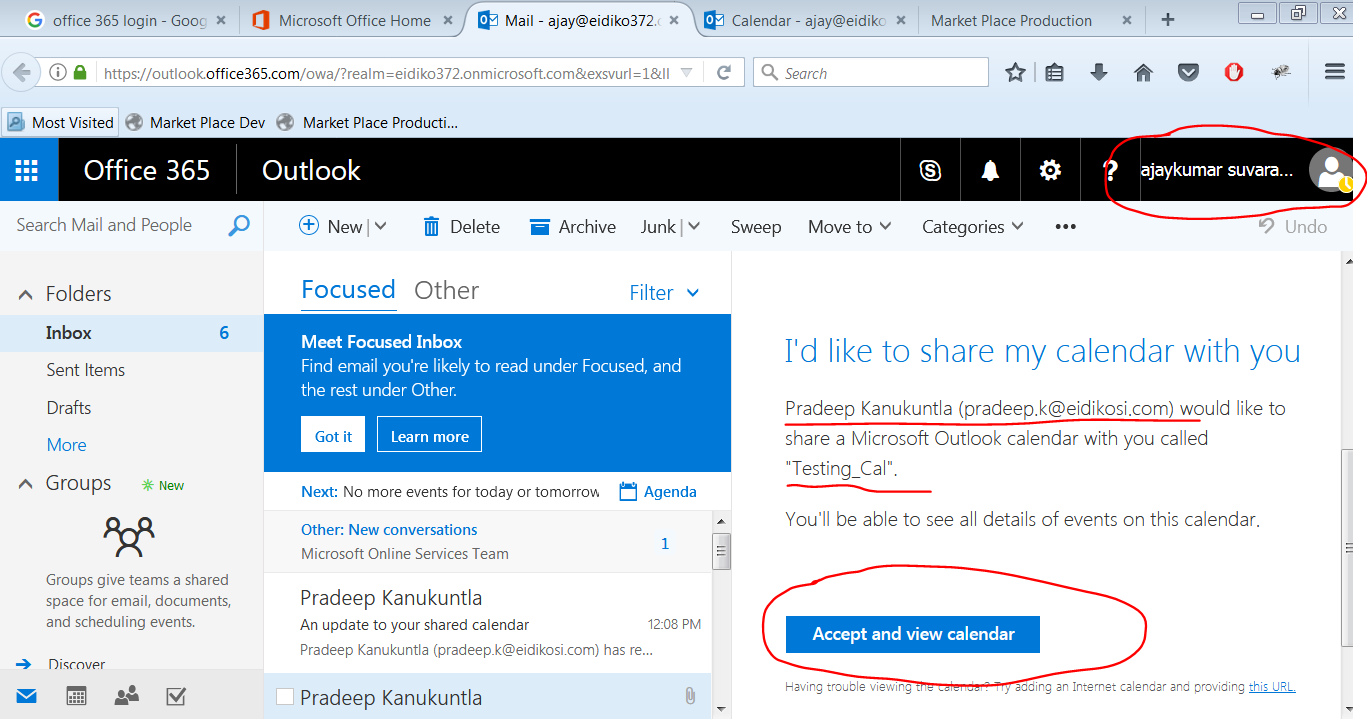 office 365 login - Goog
Microsoft Office Home
Mail - ajay@eidiko372.
Calendar - ajay@eidiko
Market Place Production
https://outlook.office365.com/owa/?realm=eidiko372.onmicrosoft.com&exsvurl=1&ll
Search
Most Visited
Market Place Dev
Market Place Producti...
Office 365
Outlook
?
ajaykumar suvara...
Search Mail and People
New
Delete
Archive
Junk
Sweep
Move to
Categories
Undo
Folders
Inbox 6
Sent Items
Drafts
More
Groups
New
Groups give teams a shared
space for email, documents,
and scheduling events.
Discover
Focused
Other
Filter
Meet Focused Inbox
Find email you're likely to read under Focused, and
the rest under Other.
Got it
Learn more
Next: No more events for today or tomorrow
Agenda
Other: New conversations
1
Microsoft Online Services Team
Pradeep Kanukuntla
An update to your shared calendar
12:08 PM
Pradeep Kanukuntla (pradeep.k@eidikosi.com) has re...
Pradeep Kanukuntla
I'd like to share my calendar with you
Pradeep Kanukuntla (pradeep.k@eidikosi.com) would like to
share a Microsoft Outlook calendar with you called
"Testing_Cal".
You'll be able to see all details of events on this calendar.
Accept and view calendar
Having trouble viewing the calendar? Try adding an Internet calendar and providing this URL.